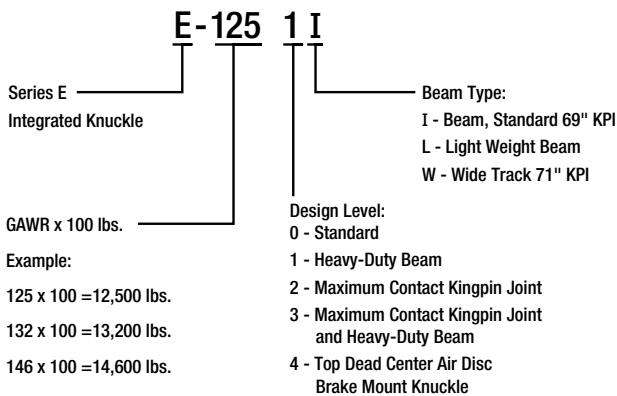 E-125 1 I
Series E
Integrated Knuckle
GAWR x 100 lbs.
Example:
125 x 100 =12,500 lbs.
132 x 100 =13,200 lbs.
146 x 100 =14,600 lbs.
Design Level:
0 - Standard
1 - Heavy-Duty Beam
2 - Maximum Contact Kingpin Joint
3 - Maximum Contact Kingpin Joint
and Heavy-Duty Beam
4 - Top Dead Center Air Disc
Brake Mount Knuckle
Beam Type:
I - Beam, Standard 69" KPI
L - Light Weight Beam
W - Wide Track 71" KPI